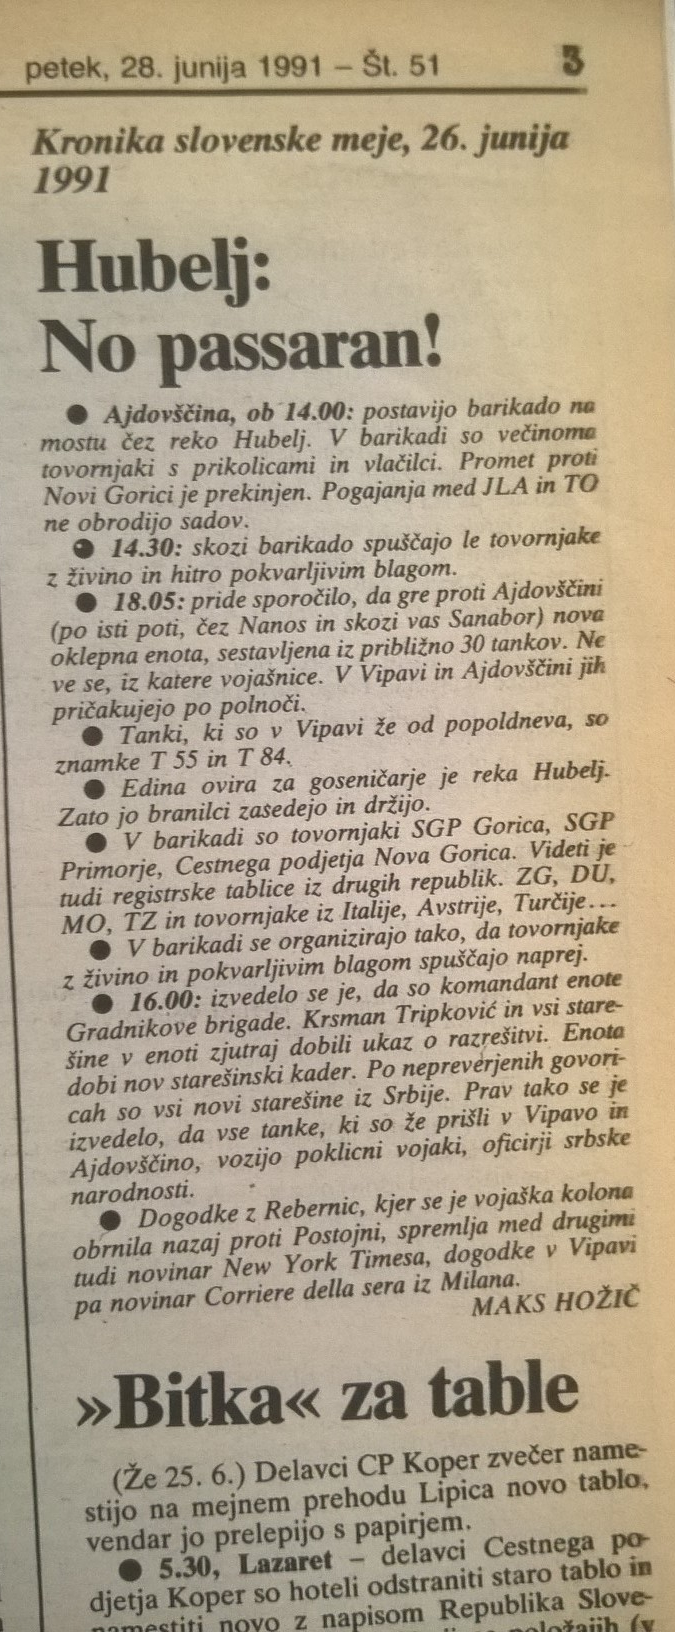 petek, 28. junija 1991 – Št. 51 3
Kronika slovenske meje, 26. junija
1991
Hubelj:
No passaran!
● Ajdovščina, ob 14.00: postavijo barikado na
mostu čez reko Hubelj. V barikadi so večinoma
tovornjaki s prikolicami in vlačilci. Promet proti
Novi Gorici je prekinjen. Pogajanja med JLA in TO
ne obrodijo sadov.
● 14.30: skozi barikado spuščajo le tovornjake
z živino in hitro pokvarljivim blagom.
● 18.05: pride sporočilo, da gre proti Ajdovščini
(po isti poti, čez Nanos in skozi vas Sanabor) nova
oklepna enota, sestavljena iz približno 30 tankov. Ne
ve se, iz katere vojašnice. V Vipavi in Ajdovščini jih
pričakujejo po polnoči.
● Tanki, ki so v Vipavi že od popoldneva, so
znamke T 55 in T 84.
● Edina ovira za goseničarje je reka Hubelj.
Zato jo branilci zasedejo in držijo.
● V barikadi so tovornjaki SGP Gorica, SGP
Primorje, Cestnega podjetja Nova Gorica. Videti je
tudi registrske tablice iz drugih republik. ZG, DU,
MO, TZ in tovornjake iz Italije, Avstrije, Turčije...
● V barikadi se organizirajo tako, da tovornjake
z živino in pokvarljivim blagom spuščajo naprej.
● 16.00: izvedelo se je, da so komandant enote
Gradnikove brigade. Krsman Tripković in vsi stare-
šine v enoti zjutraj dobili ukaz o razrešitvi. Enota
dobi nov starešinski kader. Po nepreverjenih govori-
cah so vsi novi starešine iz Srbije. Prav tako se je
izvedelo, da vse tanke, ki so že prišli v Vipavo in
Ajdovščino, vozijo poklicni vojaki, oficirji srbske
narodnosti.
● Dogodke z Rebernic, kjer se je vojaška kolona
obrnila nazaj proti Postojni, spremlja med drugimi
tudi novinar New York Timesa, dogodke v Vipavi
pa novinar Corriere della sera iz Milana.
MAKS HOŽIČ
»Bitka« za table
(Že 25. 6.) Delavci CP Koper zvečer name-
stijo na mejnem prehodu Lipica novo tablo,
vendar jo prelepijo s papirjem.
● 5.30, Lazaret – delavci Cestnega po-
djetja Koper so hoteli odstraniti staro tablo in
namestiti novo z napisom Republika Slove-
položajih (v